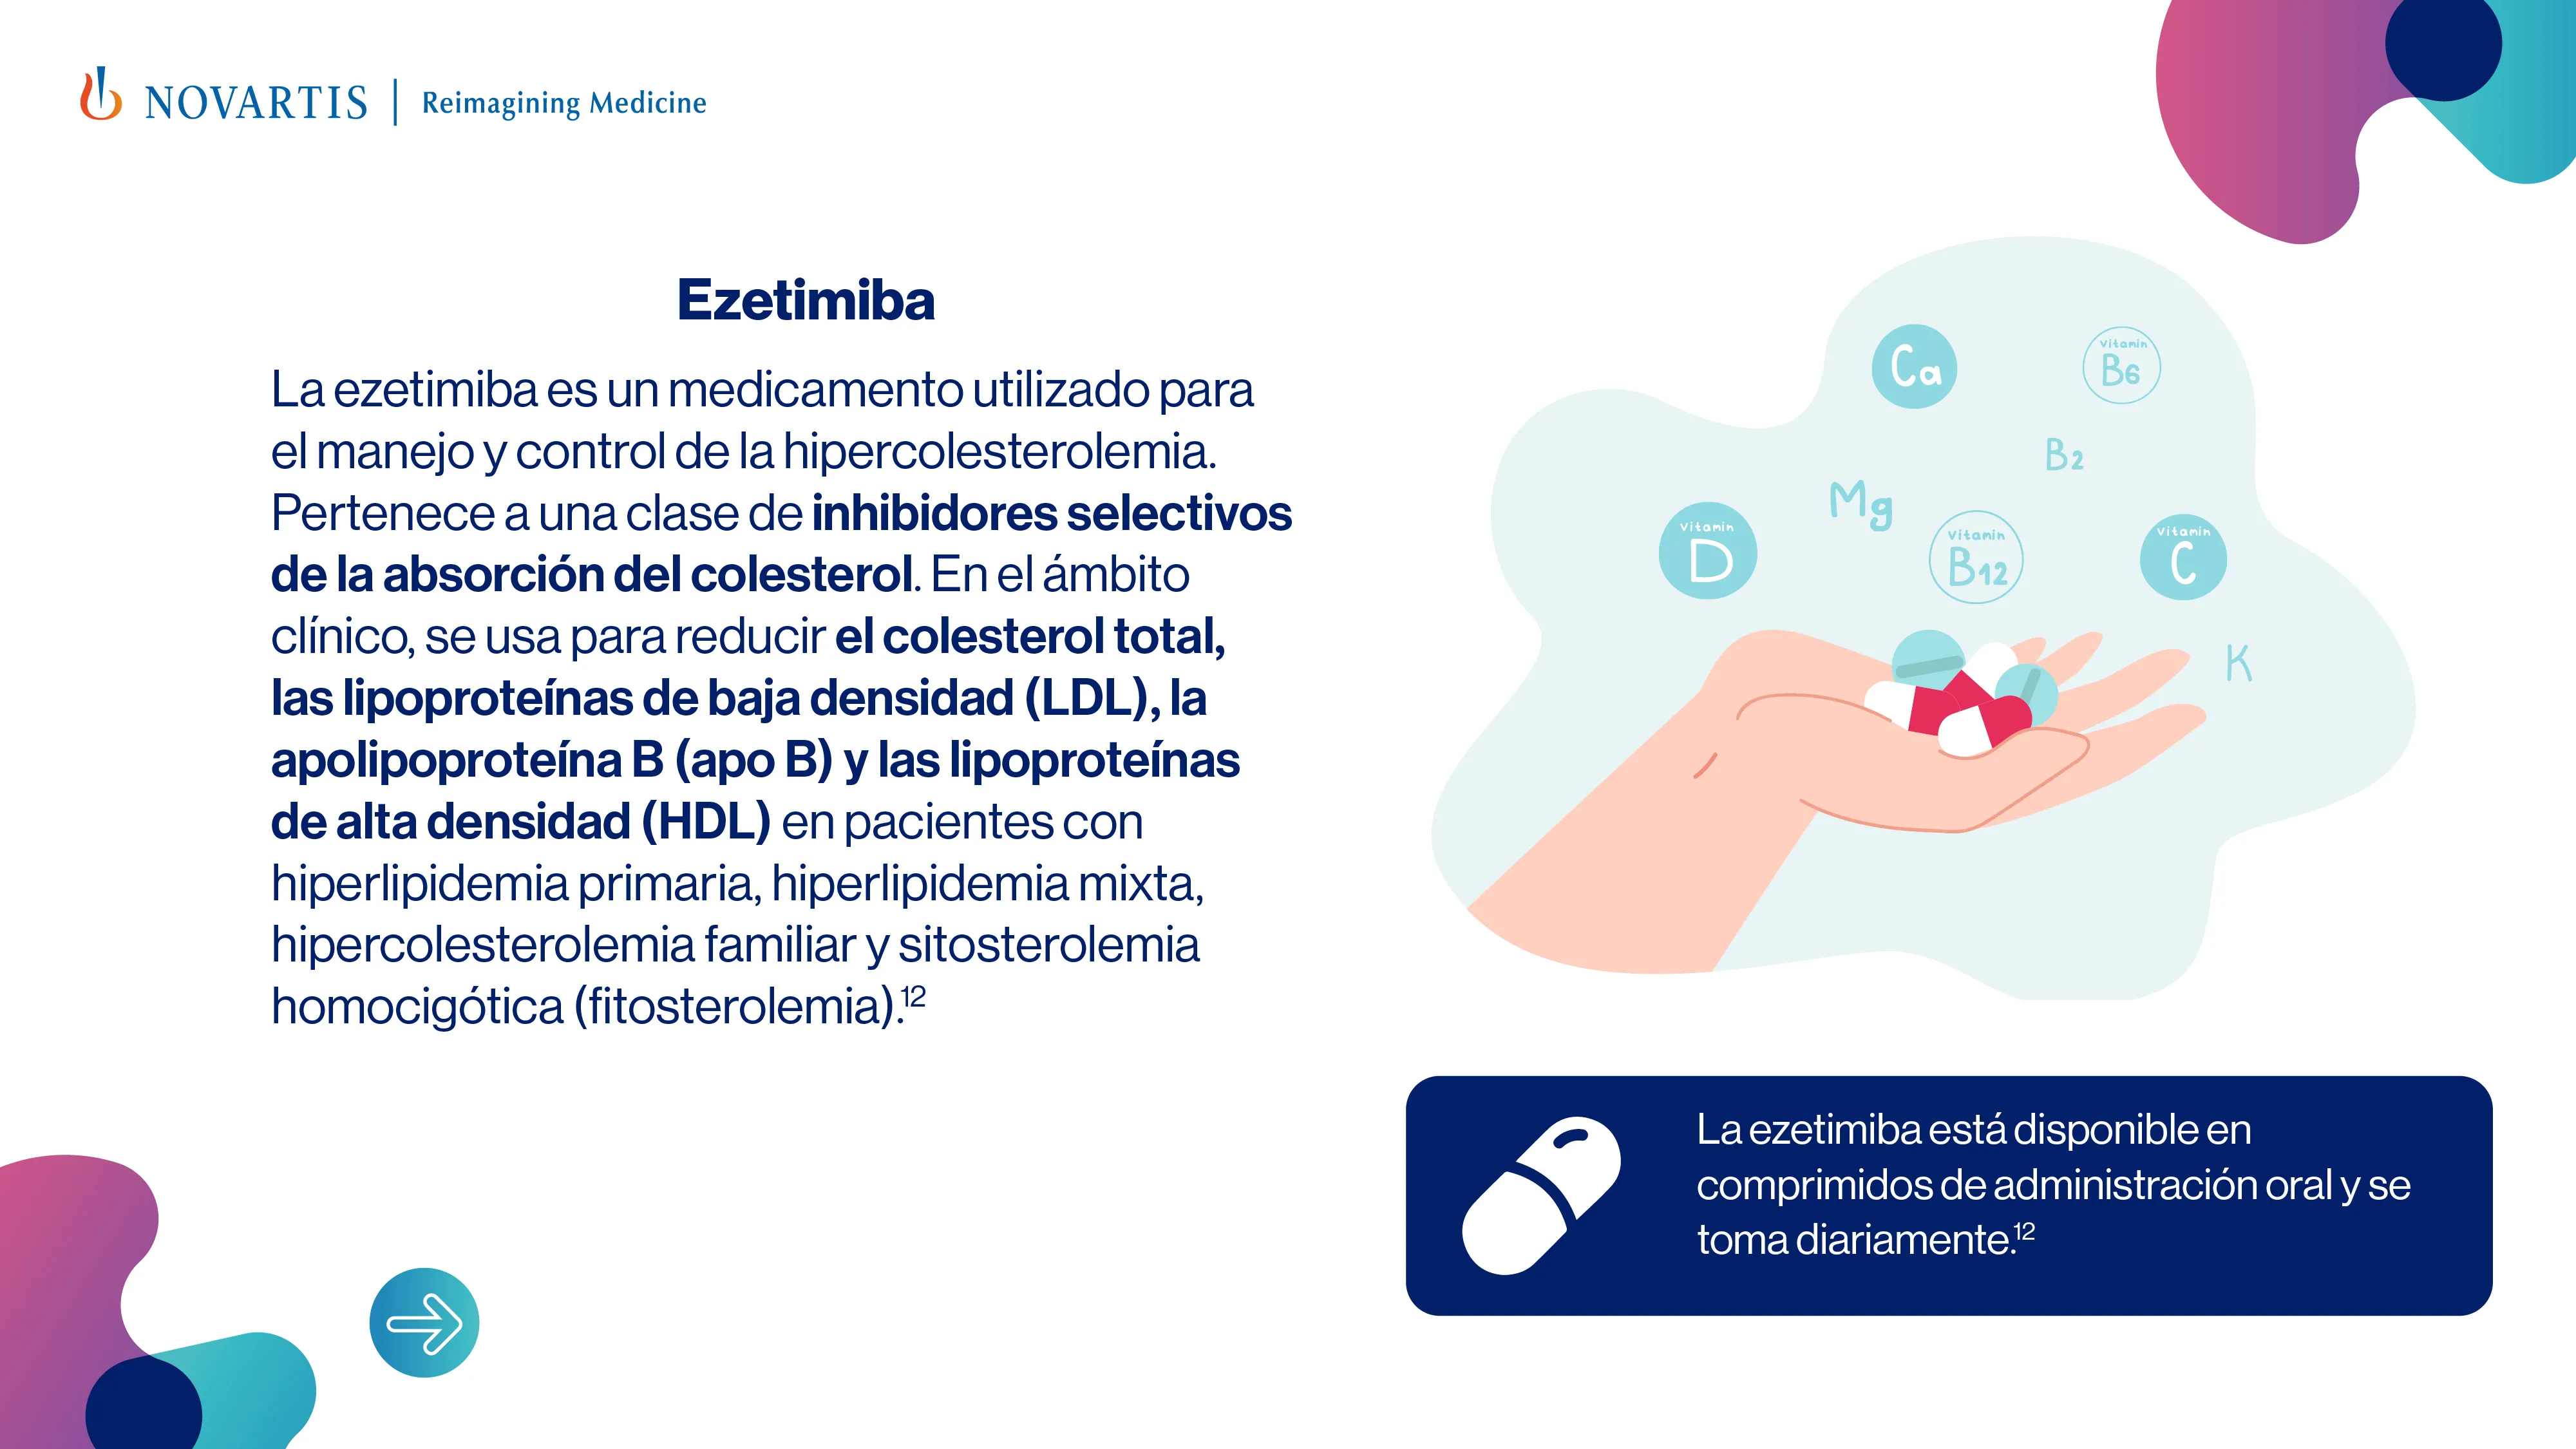 NOVARTIS | Reimagining Medicine
Ezetimiba
La ezetimiba es un medicamento utilizado para
el manejo y control de la hipercolesterolemia.
Pertenece a una clase de inhibidores selectivos
de la absorción del colesterol. En el ámbito
clínico, se usa para reducir el colesterol total,
las lipoproteínas de baja densidad (LDL), la
apolipoproteína B (apo B) y las lipoproteínas
de alta densidad (HDL) en pacientes con
hiperlipidemia primaria, hiperlipidemia mixta,
hipercolesterolemia familiar y sitosterolemia
homocigótica (fitosterolemia).¹²
Ca
Vitamin
B6
B2
Mg
Vitamin
D
Vitamin
B12
Vitamin
C
K
La ezetimiba está disponible en
comprimidos de administración oral y se
toma diariamente.¹²